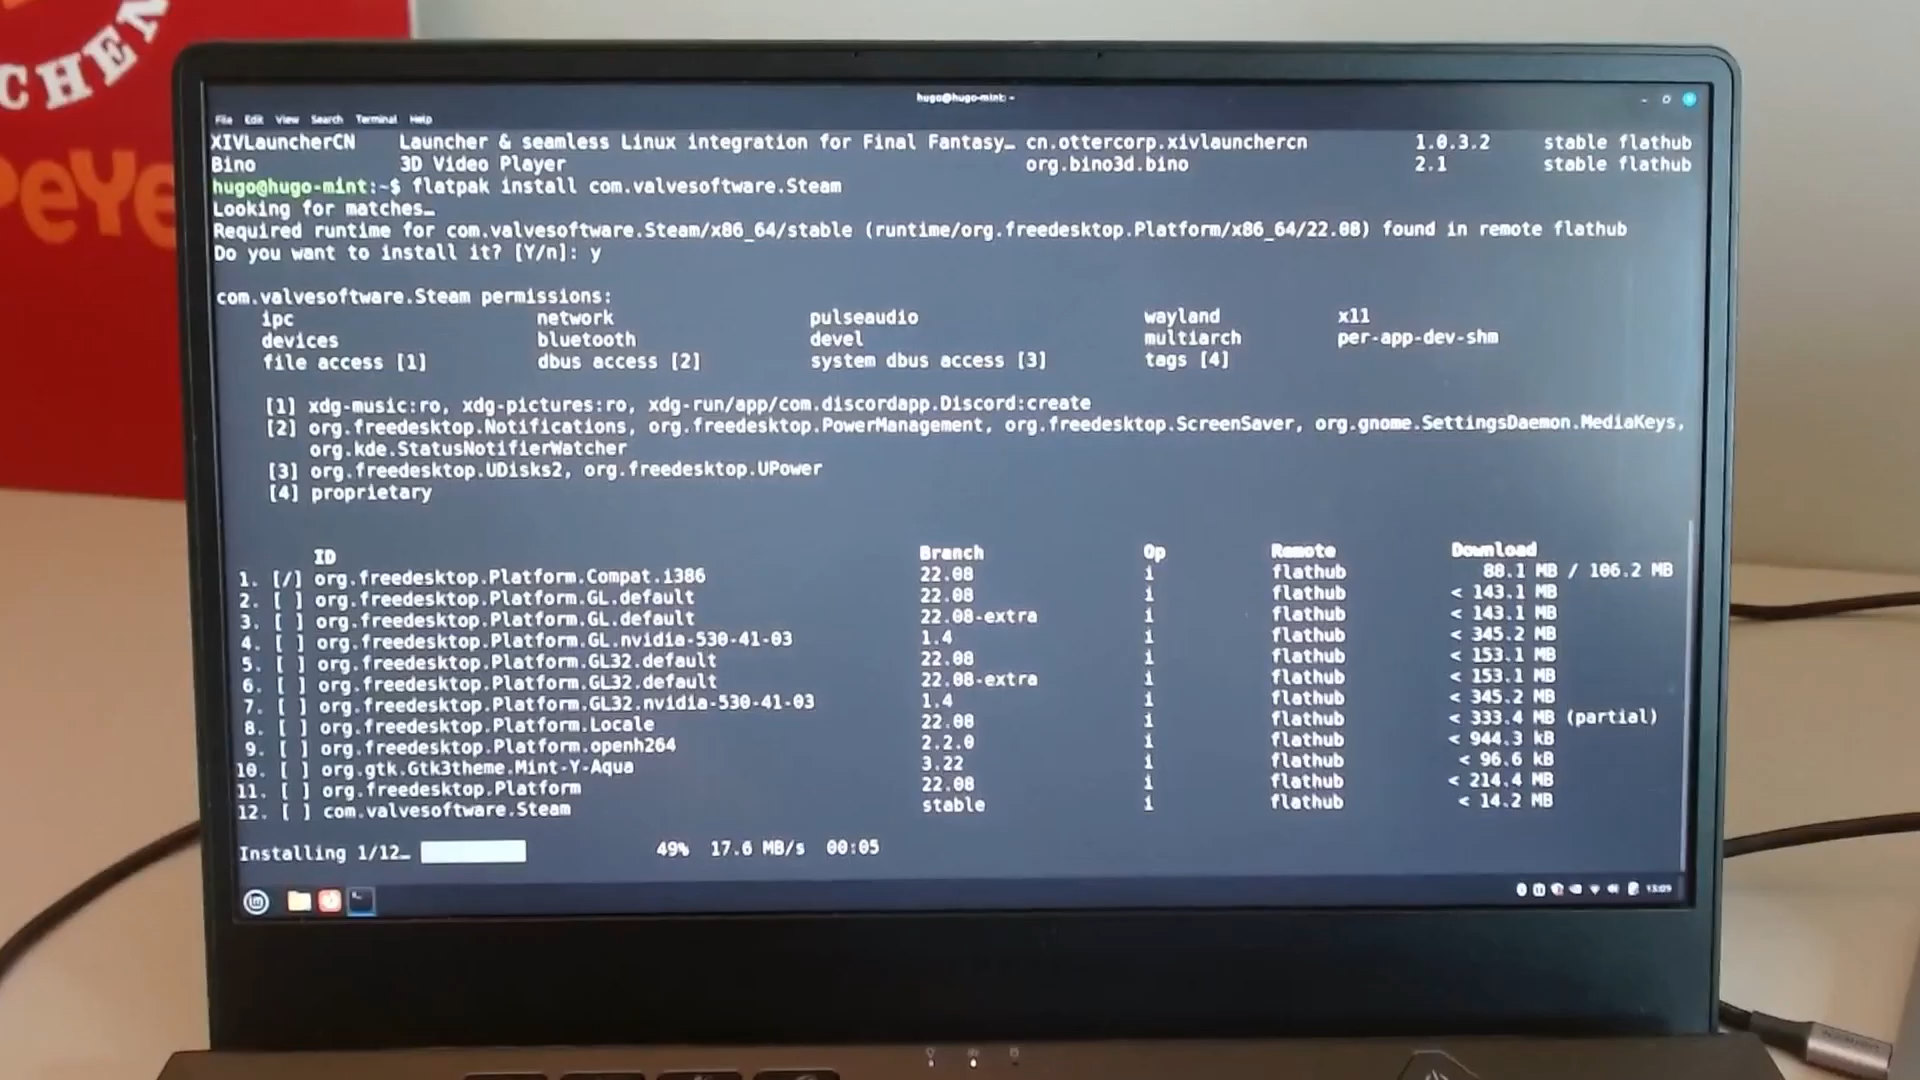 CHEN
PEYE
hugo@hugo-mint: ~
File Edit View Search Terminal Help
XIVLauncherCN Launcher & seamless Linux integration for Final Fantasy… cn.ottercorp.xivlaunchercn 1.0.3.2 stable flathub
Bino 3D Video Player org.bino3d.bino 2.1 stable flathub
hugo@hugo-mint:~$ flatpak install com.valvesoftware.Steam
Looking for matches…
Required runtime for com.valvesoftware.Steam/x86_64/stable (runtime/org.freedesktop.Platform/x86_64/22.08) found in remote flathub
Do you want to install it? [Y/n]: y
com.valvesoftware.Steam permissions:
ipc network pulseaudio wayland x11
devices bluetooth devel multiarch per-app-dev-shm
file access [1] dbus access [2] system dbus access [3] tags [4]
[1] xdg-music:ro, xdg-pictures:ro, xdg-run/app/com.discordapp.Discord:create
[2] org.freedesktop.Notifications, org.freedesktop.PowerManagement, org.freedesktop.ScreenSaver, org.gnome.SettingsDaemon.MediaKeys,
org.kde.StatusNotifierWatcher
[3] org.freedesktop.UDisks2, org.freedesktop.UPower
[4] proprietary
ID Branch Op Remote Download
1. [/] org.freedesktop.Platform.Compat.i386 22.08 i flathub 88.1 MB / 106.2 MB
2. [ ] org.freedesktop.Platform.GL.default 22.08 i flathub < 143.1 MB
3. [ ] org.freedesktop.Platform.GL.default 22.08-extra i flathub < 143.1 MB
4. [ ] org.freedesktop.Platform.GL.nvidia-530-41-03 1.4 i flathub < 345.2 MB
5. [ ] org.freedesktop.Platform.GL32.default 22.08 i flathub < 153.1 MB
6. [ ] org.freedesktop.Platform.GL32.default 22.08-extra i flathub < 153.1 MB
7. [ ] org.freedesktop.Platform.GL32.nvidia-530-41-03 1.4 i flathub < 345.2 MB
8. [ ] org.freedesktop.Platform.Locale 22.08 i flathub < 333.4 MB (partial)
9. [ ] org.freedesktop.Platform.openh264 2.2.0 i flathub < 944.3 kB
10. [ ] org.gtk.Gtk3theme.Mint-Y-Aqua 3.22 i flathub < 96.6 kB
11. [ ] org.freedesktop.Platform 22.08 i flathub < 214.4 MB
12. [ ] com.valvesoftware.Steam stable i flathub < 14.2 MB
Installing 1/12… 49% 17.6 MB/s 00:05
13:09